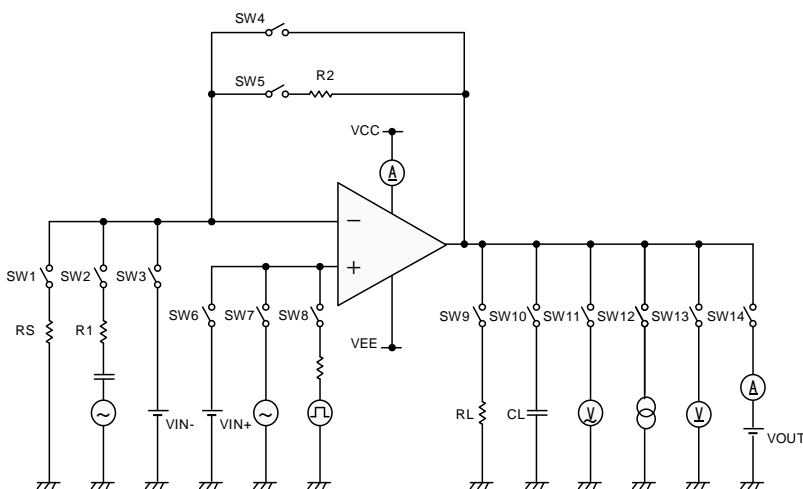 SW4
SW5 R2
VCC
A
−
+
SW1 SW2 SW3
SW6 SW7 SW8
SW9 SW10 SW11 SW12 SW13 SW14
RS R1
VEE
A
VIN- VIN+
RL CL V V
VOUT